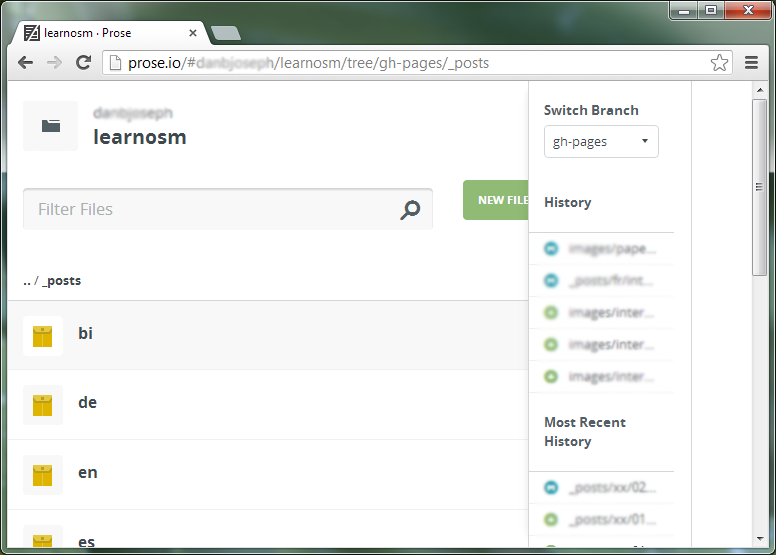 learnosm · Prose
prose.io/# /learnosm/tree/gh-pages/_posts
learnosm
Filter Files
NEW FILE
.. / _posts
bi
de
en
es
Switch Branch
gh-pages
History
images/pape...
_posts/fr/int...
images/inter...
images/inter...
images/inter...
Most Recent
History
_posts/xx/02...
_posts/xx/01...